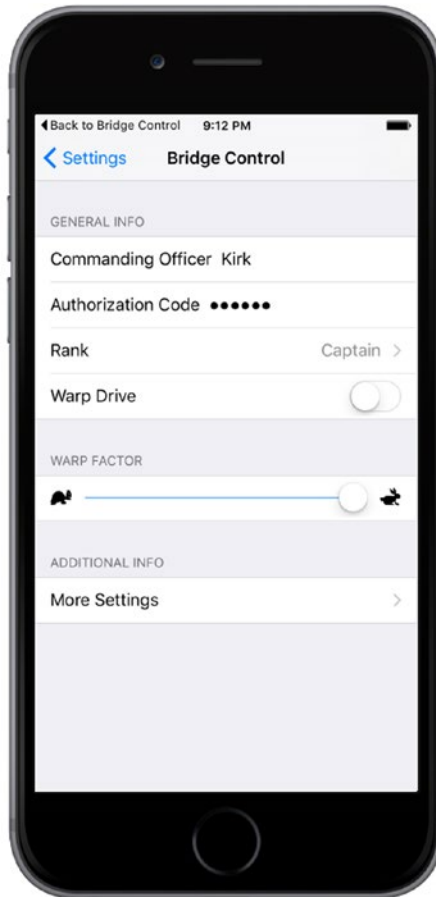 Back to Bridge Control 9:12 PM
Settings Bridge Control
GENERAL INFO
Commanding Officer Kirk
Authorization Code ••••••
Rank Captain
Warp Drive
WARP FACTOR
ADDITIONAL INFO
More Settings